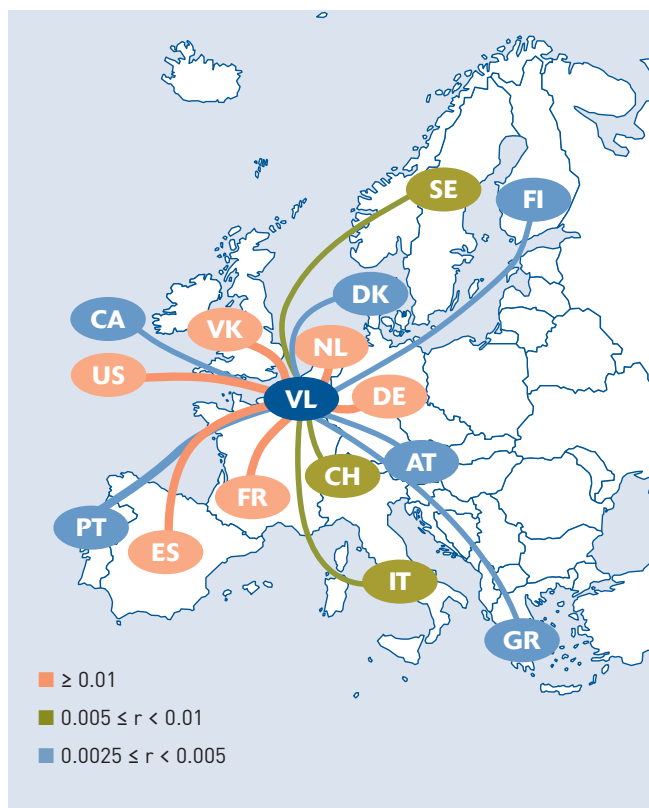 SE
FI
DK
CA
VK
NL
US
DE
VL
AT
CH
FR
PT
ES
IT
GR
≥ 0.01
0.005 ≤ r < 0.01
0.0025 ≤ r < 0.005